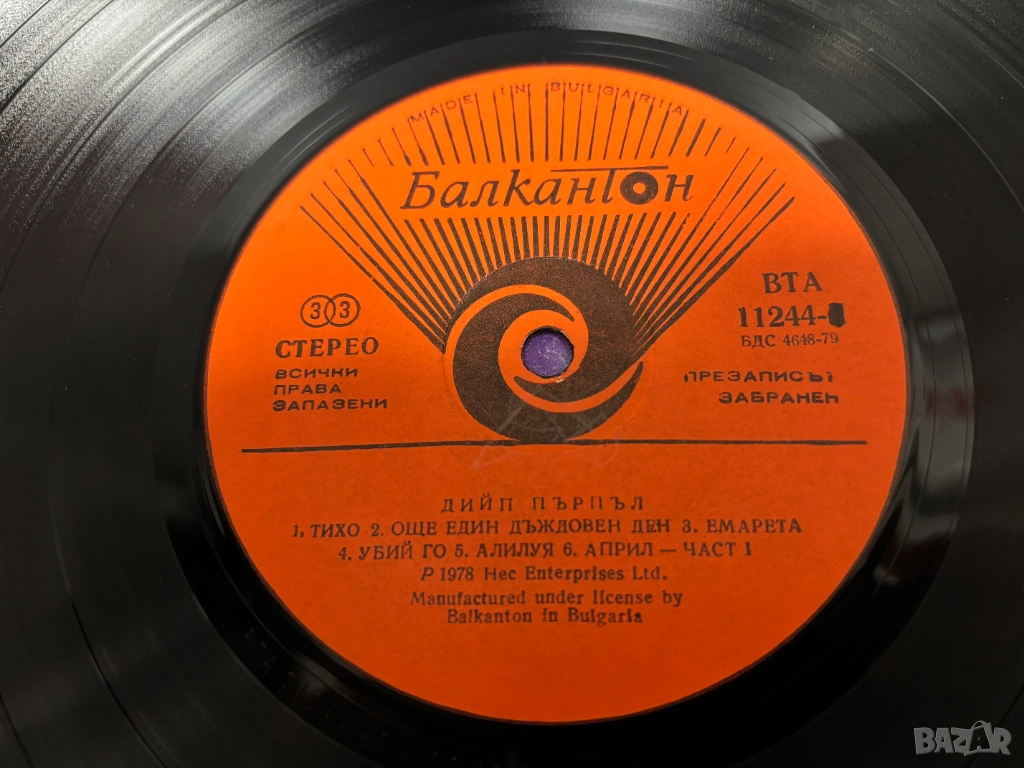 MADE IN BULGARIA
Балкантон
33
СТЕРЕО
ВСИЧКИ
ПРАВА
ЗАПАЗЕНИ
ВТА
11244-
БДС 4648-79
ПРЕЗАПИСЪТ
ЗАБРАНЕН
ДИЙП ПЪРПЪЛ
1. ТИХО 2. ОЩЕ ЕДИН ДЪЖДОВЕН ДЕН 3. ЕМАРЕТА
4. УБИЙ ГО 5. АЛИЛУЯ 6. АПРИЛ — ЧАСТ I
P 1978 Hec Enterprises Ltd.
Manufactured under license by
Balkanton in Bulgaria
BAZAR